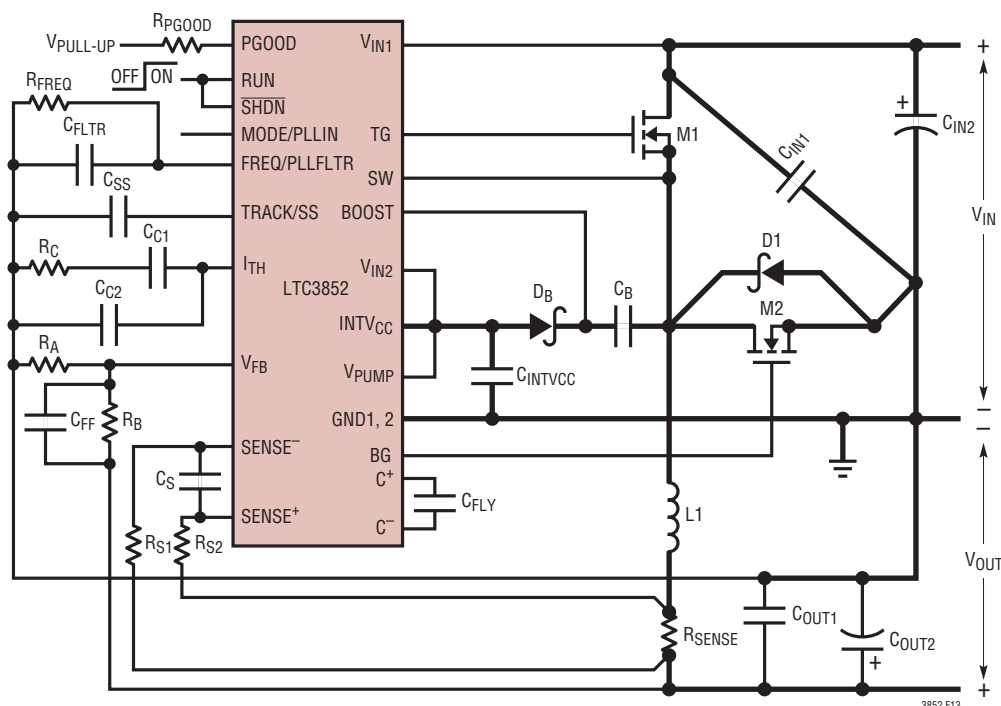 RPGOOD
VPULL-UP
PGOOD
VIN1
RFREQ
OFF ON
RUN
SHDN
CFLTR
MODE/PLLIN
TG
M1
CIN1
CIN2
FREQ/PLLFLTR
SW
CSS
TRACK/SS
BOOST
VIN
RC
CC1
ITH
VIN2
D1
CC2
LTC3852
DB
CB
M2
INTVCC
RA
VFB
VPUMP
CINTVCC
CFF
RB
GND1, 2
SENSE–
BG
CS
C+
CFLY
SENSE+
C–
L1
RS1
RS2
VOUT
RSENSE
COUT1
COUT2
3852 F13